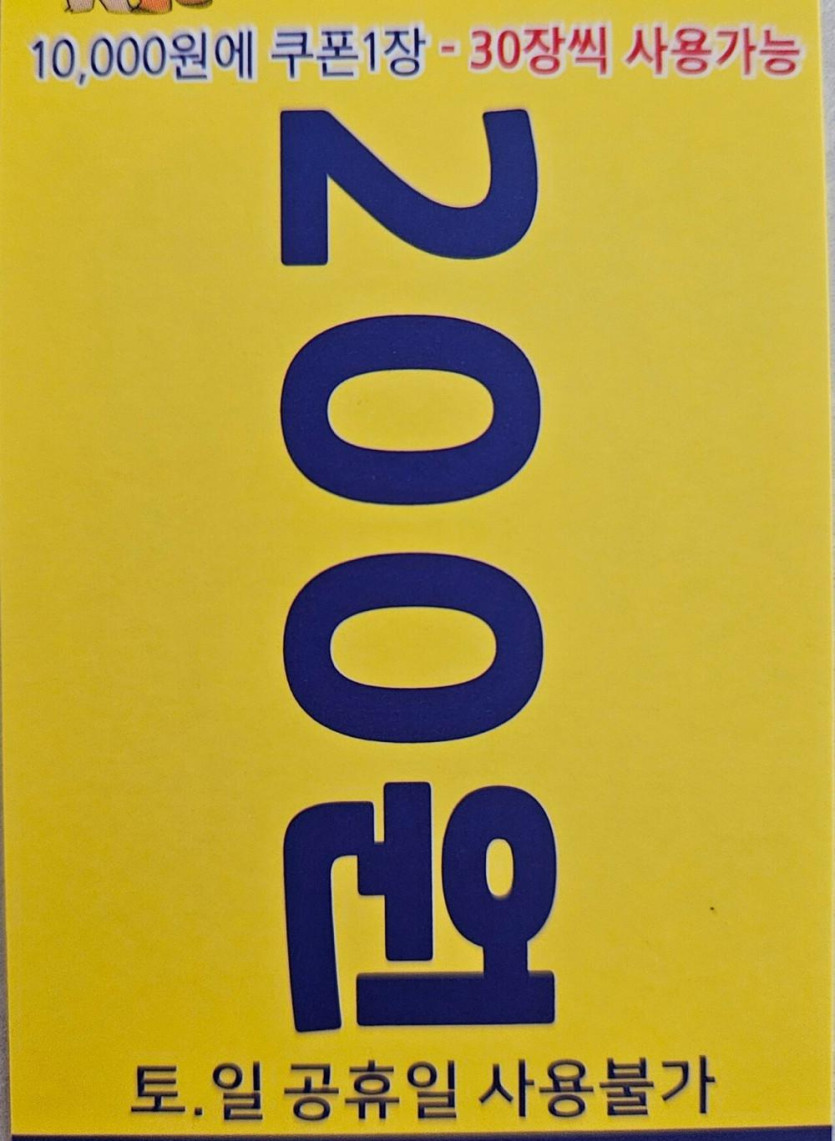 10,000원에 쿠폰1장 - 30장씩 사용가능
200원
토.일 공휴일 사용불가